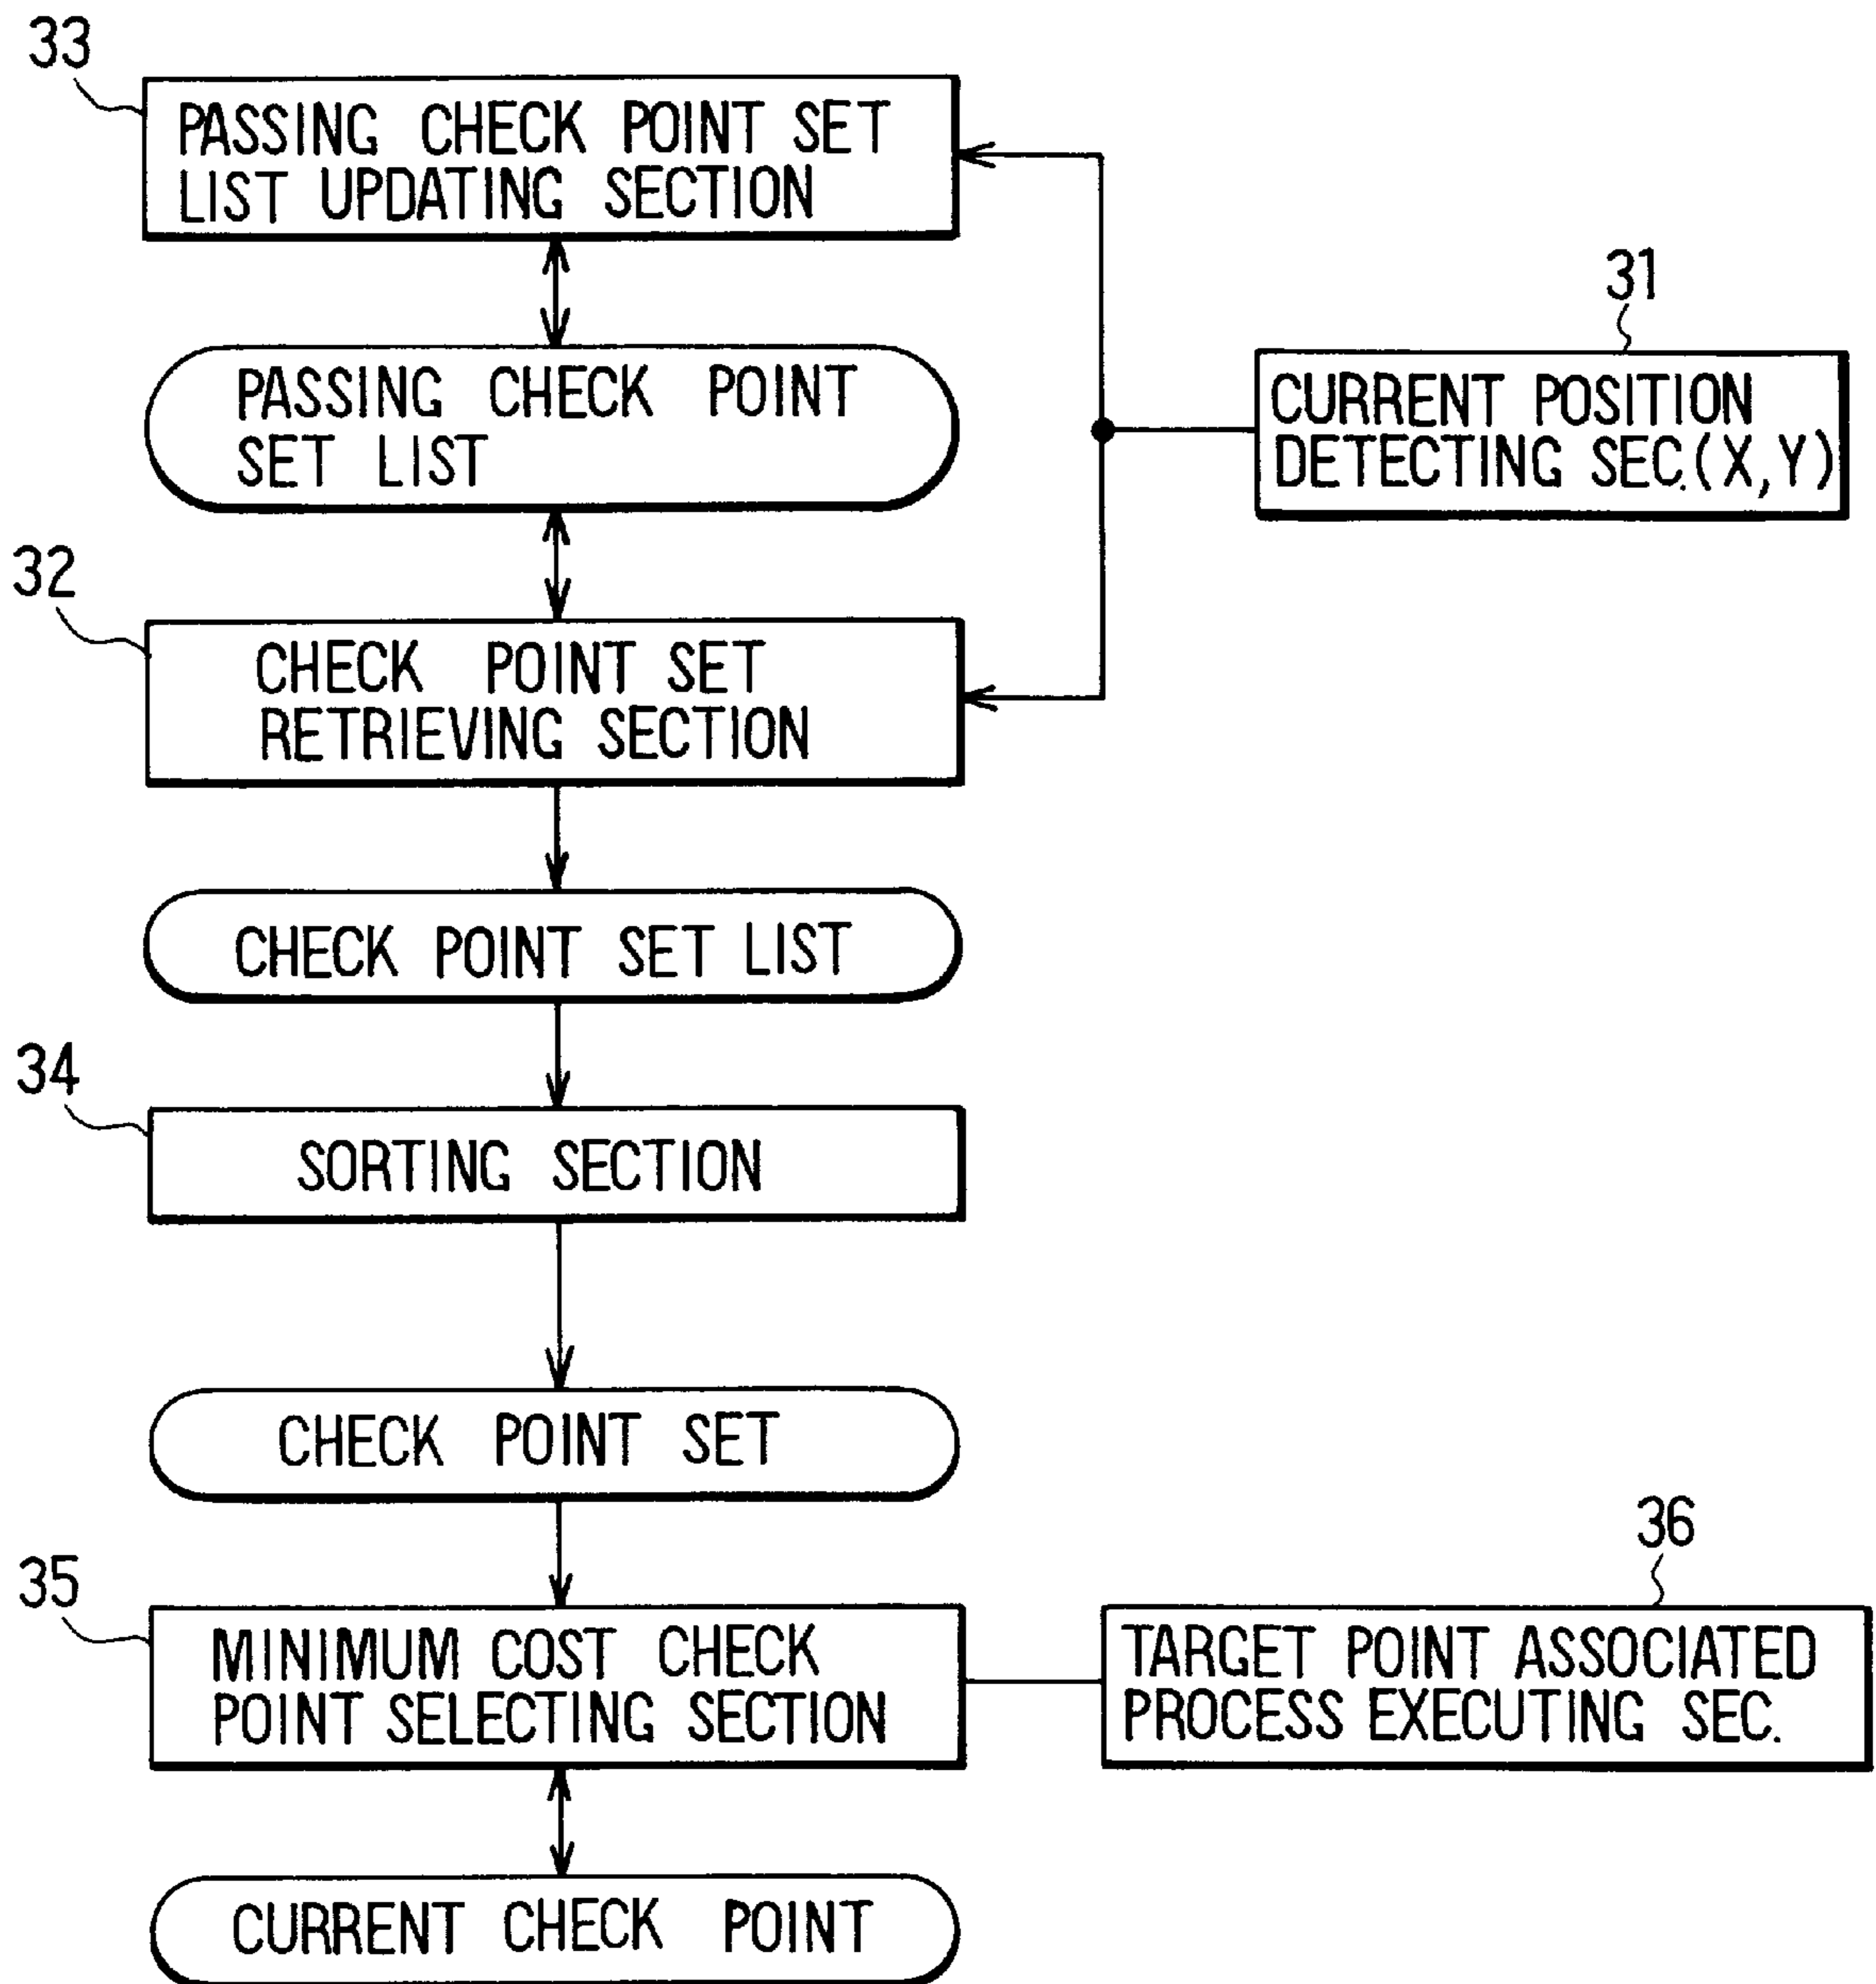 33
PASSING CHECK POINT SET
LIST UPDATING SECTION
31
PASSING CHECK POINT
SET LIST
CURRENT POSITION
DETECTING SEC.(X,Y)
32
CHECK POINT SET
RETRIEVING SECTION
CHECK POINT SET LIST
34
SORTING SECTION
CHECK POINT SET
36
35
MINIMUM COST CHECK
POINT SELECTING SECTION
TARGET POINT ASSOCIATED
PROCESS EXECUTING SEC.
CURRENT CHECK POINT